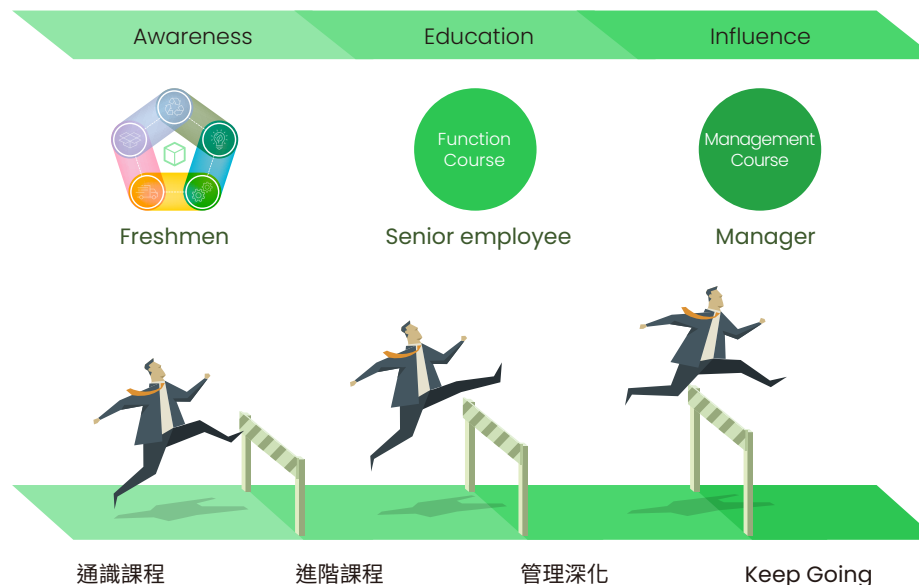 Awareness
Education
Influence
Function
Course
Management
Course
Freshmen
Senior employee
Manager
通識課程
進階課程
管理深化
Keep Going